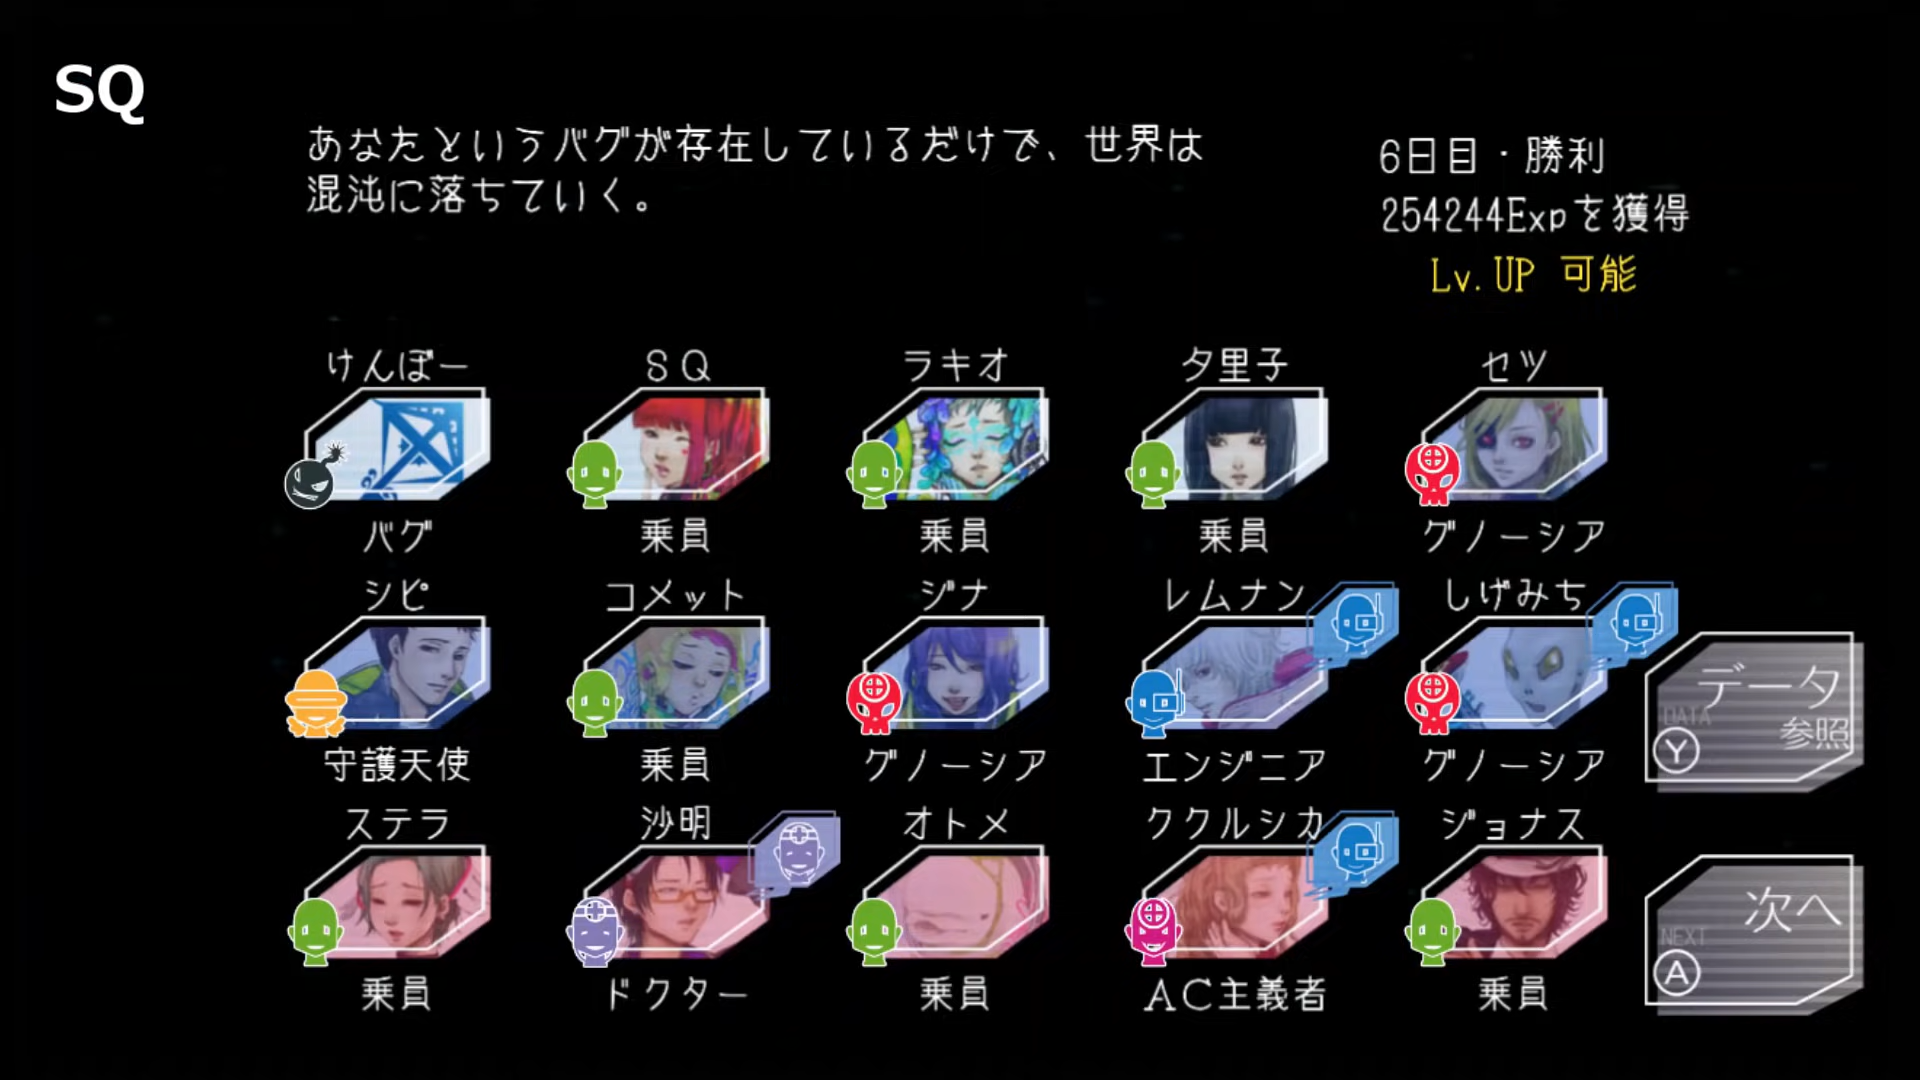 SQ
あなたというバグが存在しているだけで、世界は
混沌に落ちていく。
6日目・勝利
254244Expを獲得
Lv.UP 可能
けんぼー
SQ
ラキオ
夕里子
セツ
バグ
乗員
乗員
乗員
グノーシア
シピ
コメット
ジナ
レムナン
しげみち
守護天使
乗員
グノーシア
エンジニア
グノーシア
データ
DATA
参照
Y
ステラ
沙明
オトメ
ククルシカ
ジョナス
乗員
ドクター
乗員
AC主義者
乗員
次へ
NEXT
A